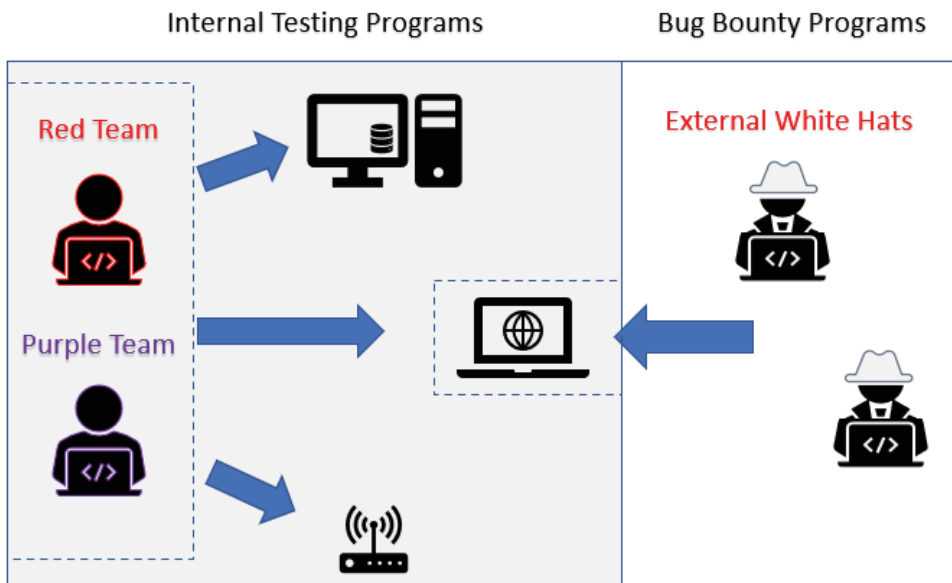 Internal Testing Programs
Bug Bounty Programs
Red Team
</>
Purple Team
</>
External White Hats
</>
</>